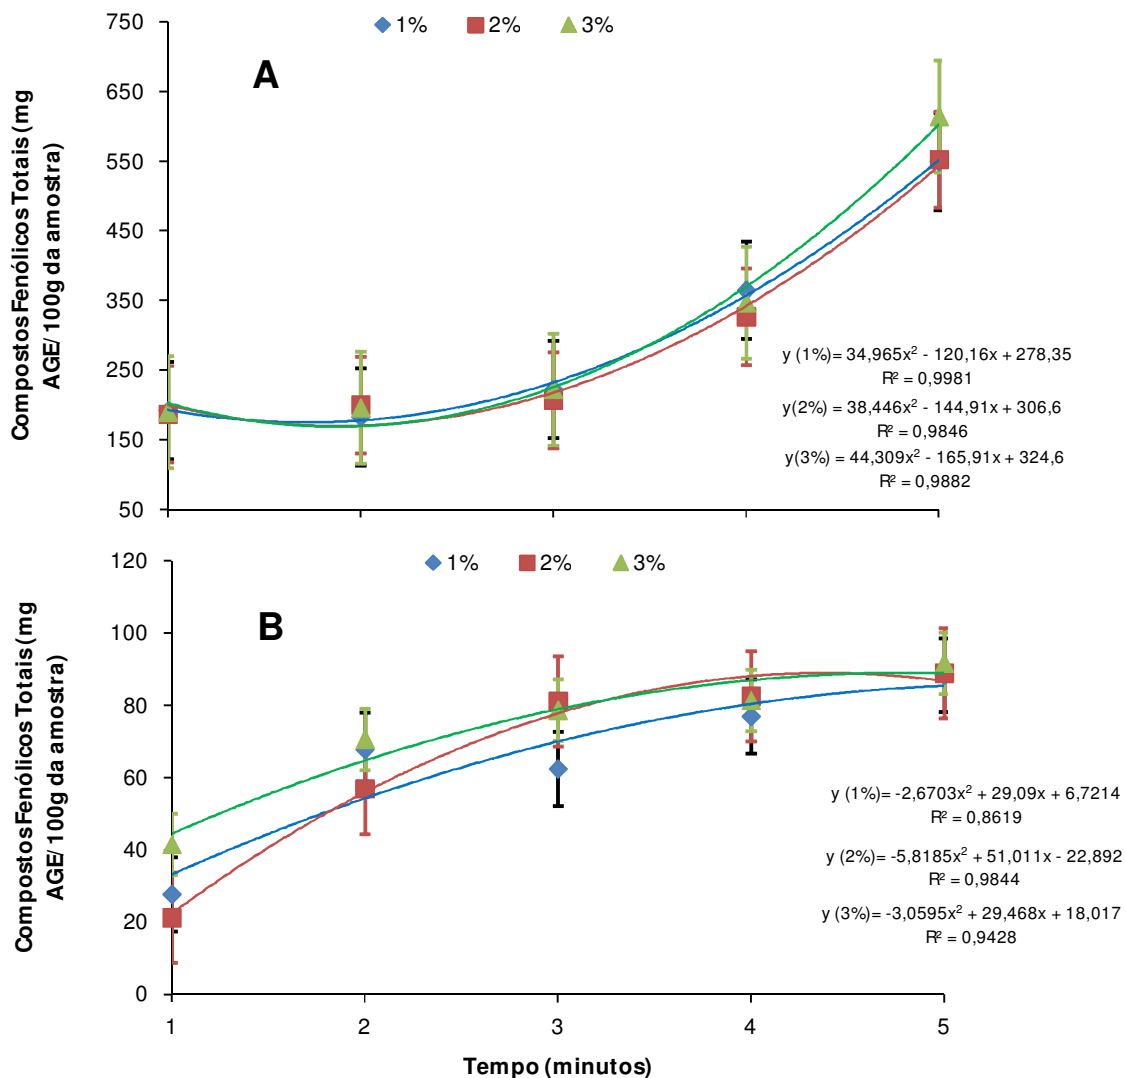 1% 2% 3%
A
Compostos Fenólicos Totais (mg
AGE/ 100g da amostra)
750
650
550
450
350
250
150
50
y (1%)= 34,965x² - 120,16x + 278,35
R² = 0,9981
y(2%) = 38,446x² - 144,91x + 306,6
R² = 0,9846
y(3%) = 44,309x² - 165,91x + 324,6
R² = 0,9882
1% 2% 3%
B
Compostos Fenólicos Totais (mg
AGE/ 100g da amostra)
120
100
80
60
40
20
0
y (1%)= -2,6703x² + 29,09x + 6,7214
R² = 0,8619
y (2%)= -5,8185x² + 51,011x - 22,892
R² = 0,9844
y (3%)= -3,0595x² + 29,468x + 18,017
R² = 0,9428
1 2 3 4 5
Tempo (minutos)